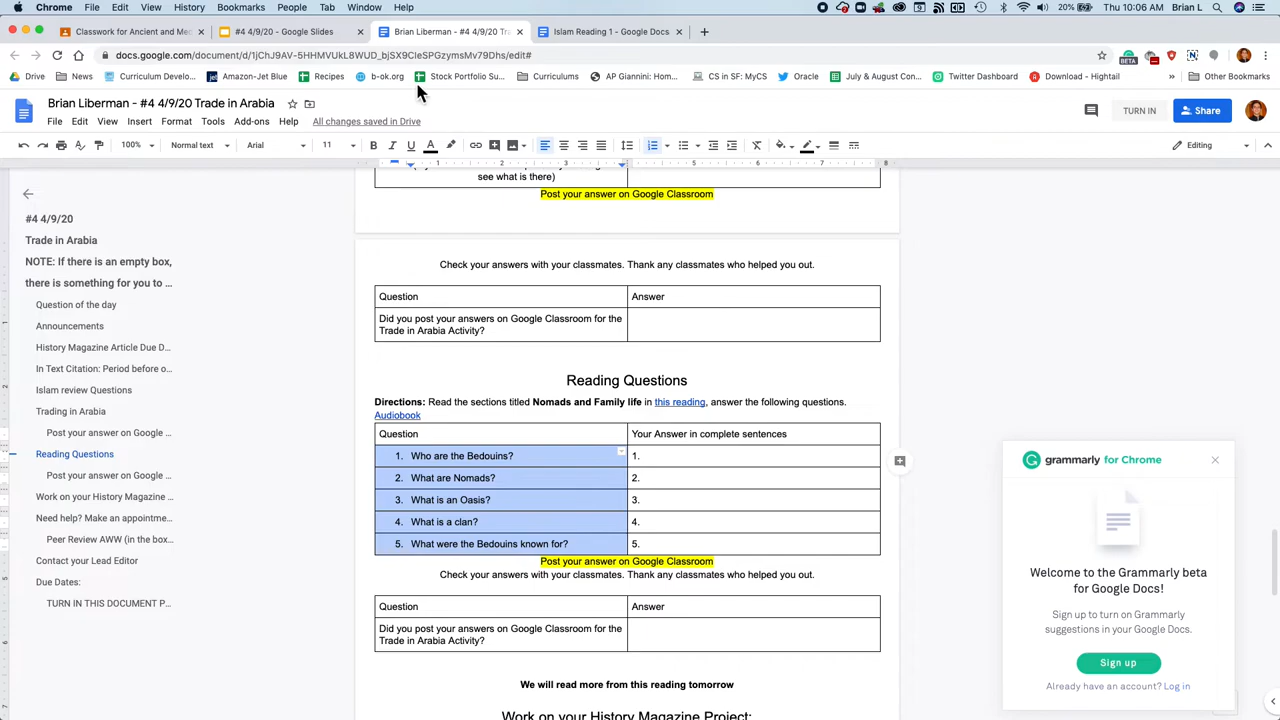 Chrome File Edit View History Bookmarks People Tab Window Help 20% Thu 10:06 AM Brian L
Classwork for Ancient and Me #4 4/9/20 - Google Slides Brian Liberman - #4 4/9/20 Tr Islam Reading 1 - Google Docs
docs.google.com/document/d/1jChJ9AV-5HHMVUkL8WUD_bjSX9CIeSPGzymsMy79Dhs/edit#
Drive News Curriculum Develo... Amazon-Jet Blue Recipes b-ok.org Stock Portfolio Su... Curriculums AP Giannini: Hom... CS in SF: MyCS Oracle July & August Con... Twitter Dashboard Download - Hightail » Other Bookmarks
Brian Liberman - #4 4/9/20 Trade in Arabia
TURN IN Share
File Edit View Insert Format Tools Add-ons Help All changes saved in Drive
100% Normal text Arial 11 Editing
see what is there)
Post your answer on Google Classroom
#4 4/9/20
Trade in Arabia
NOTE: If there is an empty box,
there is something for you to ...
Question of the day
Announcements
History Magazine Article Due D...
In Text Citation: Period before o...
Islam review Questions
Trading in Arabia
Post your answer on Google ...
Reading Questions
Post your answer on Google ...
Work on your History Magazine ...
Need help? Make an appointme...
Peer Review AWW (in the box...
Contact your Lead Editor
Due Dates:
TURN IN THIS DOCUMENT P...
Check your answers with your classmates. Thank any classmates who helped you out.
Question Answer
Did you post your answers on Google Classroom for the
Trade in Arabia Activity?
Reading Questions
Directions: Read the sections titled Nomads and Family life in this reading, answer the following questions.
Audiobook
Question Your Answer in complete sentences
1. Who are the Bedouins? 1.
2. What are Nomads? 2.
3. What is an Oasis? 3.
4. What is a clan? 4.
5. What were the Bedouins known for? 5.
Post your answer on Google Classroom
Check your answers with your classmates. Thank any classmates who helped you out.
Question Answer
Did you post your answers on Google Classroom for the
Trade in Arabia Activity?
We will read more from this reading tomorrow
Work on your History Magazine Project:
grammarly for Chrome
Welcome to the Grammarly beta
for Google Docs!
Sign up to turn on Grammarly
suggestions in your Google Docs.
Sign up
Already have an account? Log in